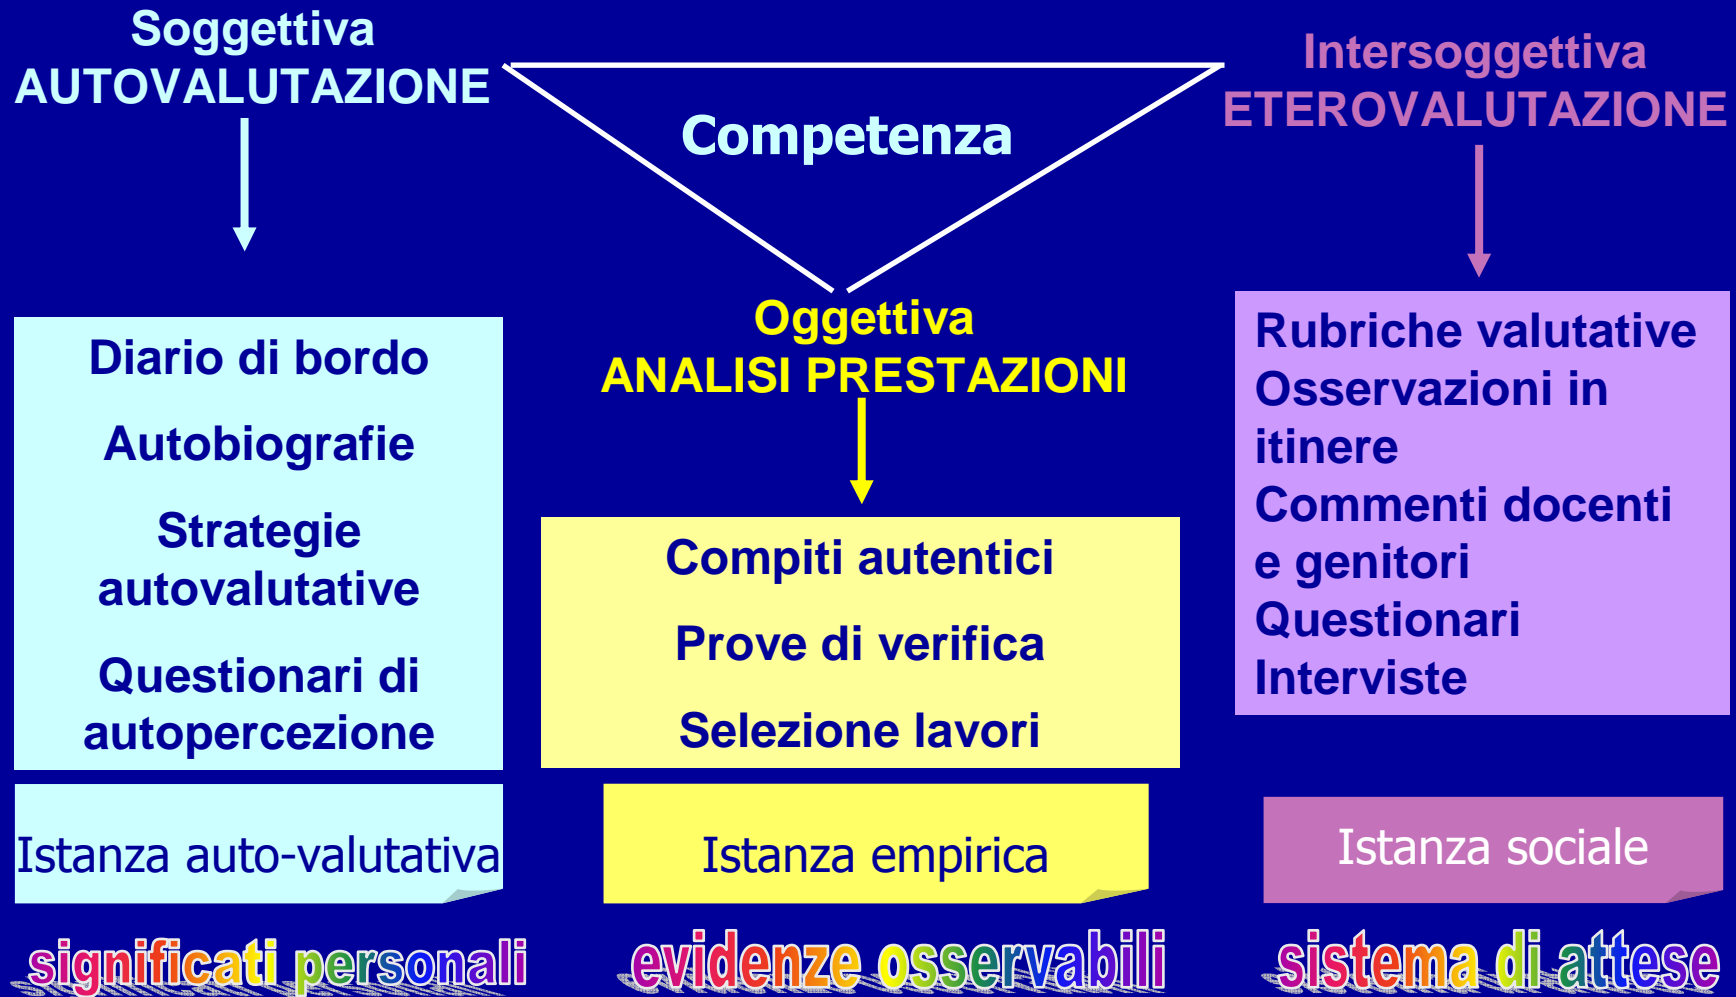 Soggettiva
AUTOVALUTAZIONE
Competenza
Intersoggettiva
ETEROVALUTAZIONE
Diario di bordo
Autobiografie
Strategie
autovalutative
Questionari di
autopercezione
Oggettiva
ANALISI PRESTAZIONI
Compiti autentici
Prove di verifica
Selezione lavori
Rubriche valutative
Osservazioni in
itinere
Commenti docenti
e genitori
Questionari
Interviste
Istanza auto-valutativa
Istanza empirica
Istanza sociale
significati personali
evidenze osservabili
sistema di attese